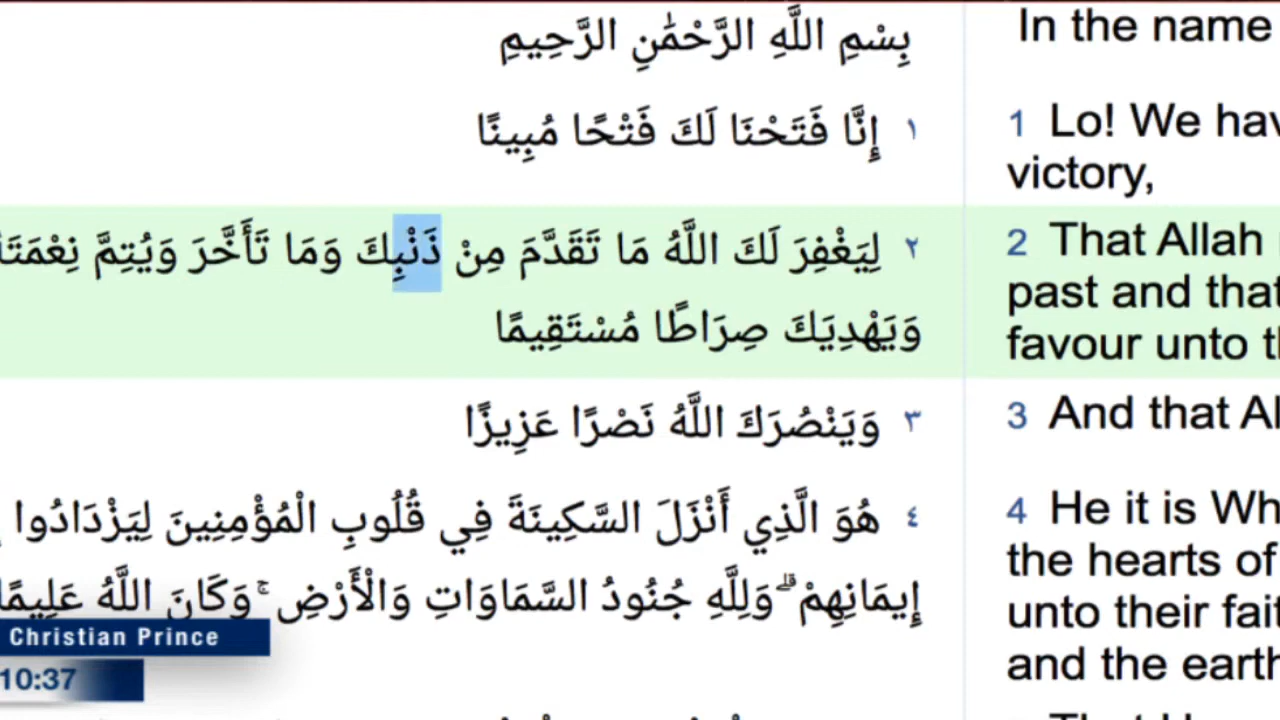 بِسْمِ اللَّهِ الرَّحْمَٰنِ الرَّحِيمِ
١ إِنَّا فَتَحْنَا لَكَ فَتْحًا مُبِينًا
٢ لِيَغْفِرَ لَكَ اللَّهُ مَا تَقَدَّمَ مِنْ ذَنْبِكَ وَمَا تَأَخَّرَ وَيُتِمَّ نِعْمَتَهُ
وَيَهْدِيَكَ صِرَاطًا مُسْتَقِيمًا
٣ وَيَنْصُرَكَ اللَّهُ نَصْرًا عَزِيزًا
٤ هُوَ الَّذِي أَنْزَلَ السَّكِينَةَ فِي قُلُوبِ الْمُؤْمِنِينَ لِيَزْدَادُوا
إِيمَانِهِمْ ۗ وَلِلَّهِ جُنُودُ السَّمَاوَاتِ وَالْأَرْضِ ۚ وَكَانَ اللَّهُ عَلِيمًا
In the name
1 Lo! We hav
victory,
2 That Allah
past and that
favour unto th
3 And that Al
4 He it is Wh
the hearts of
unto their fait
and the earth
Christian Prince
10:37